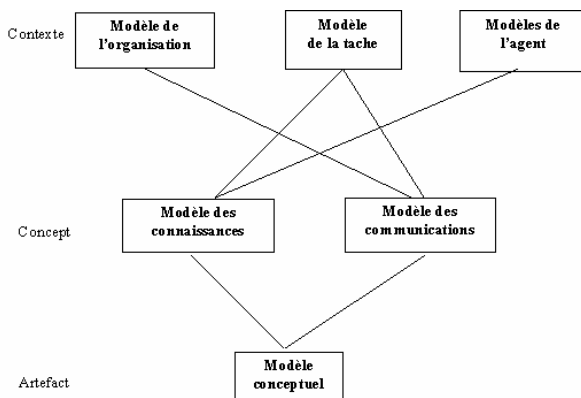 Contexte
Modèle de
l'organisation
Modèle
de la tache
Modèles de
l'agent
Concept
Modèle des
connaissances
Modèle des
communications
Artefact
Modèle
conceptuel